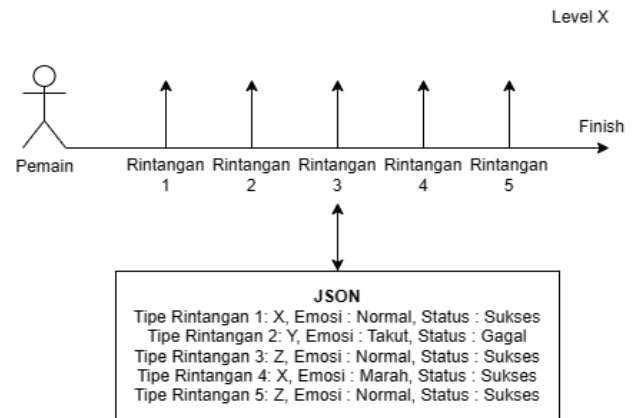 Level X
Finish
Pemain
Rintangan 1
Rintangan 2
Rintangan 3
Rintangan 4
Rintangan 5
JSON
Tipe Rintangan 1: X, Emosi : Normal, Status : Sukses
Tipe Rintangan 2: Y, Emosi : Takut, Status : Gagal
Tipe Rintangan 3: Z, Emosi : Normal, Status : Sukses
Tipe Rintangan 4: X, Emosi : Marah, Status : Sukses
Tipe Rintangan 5: Z, Emosi : Normal, Status : Sukses